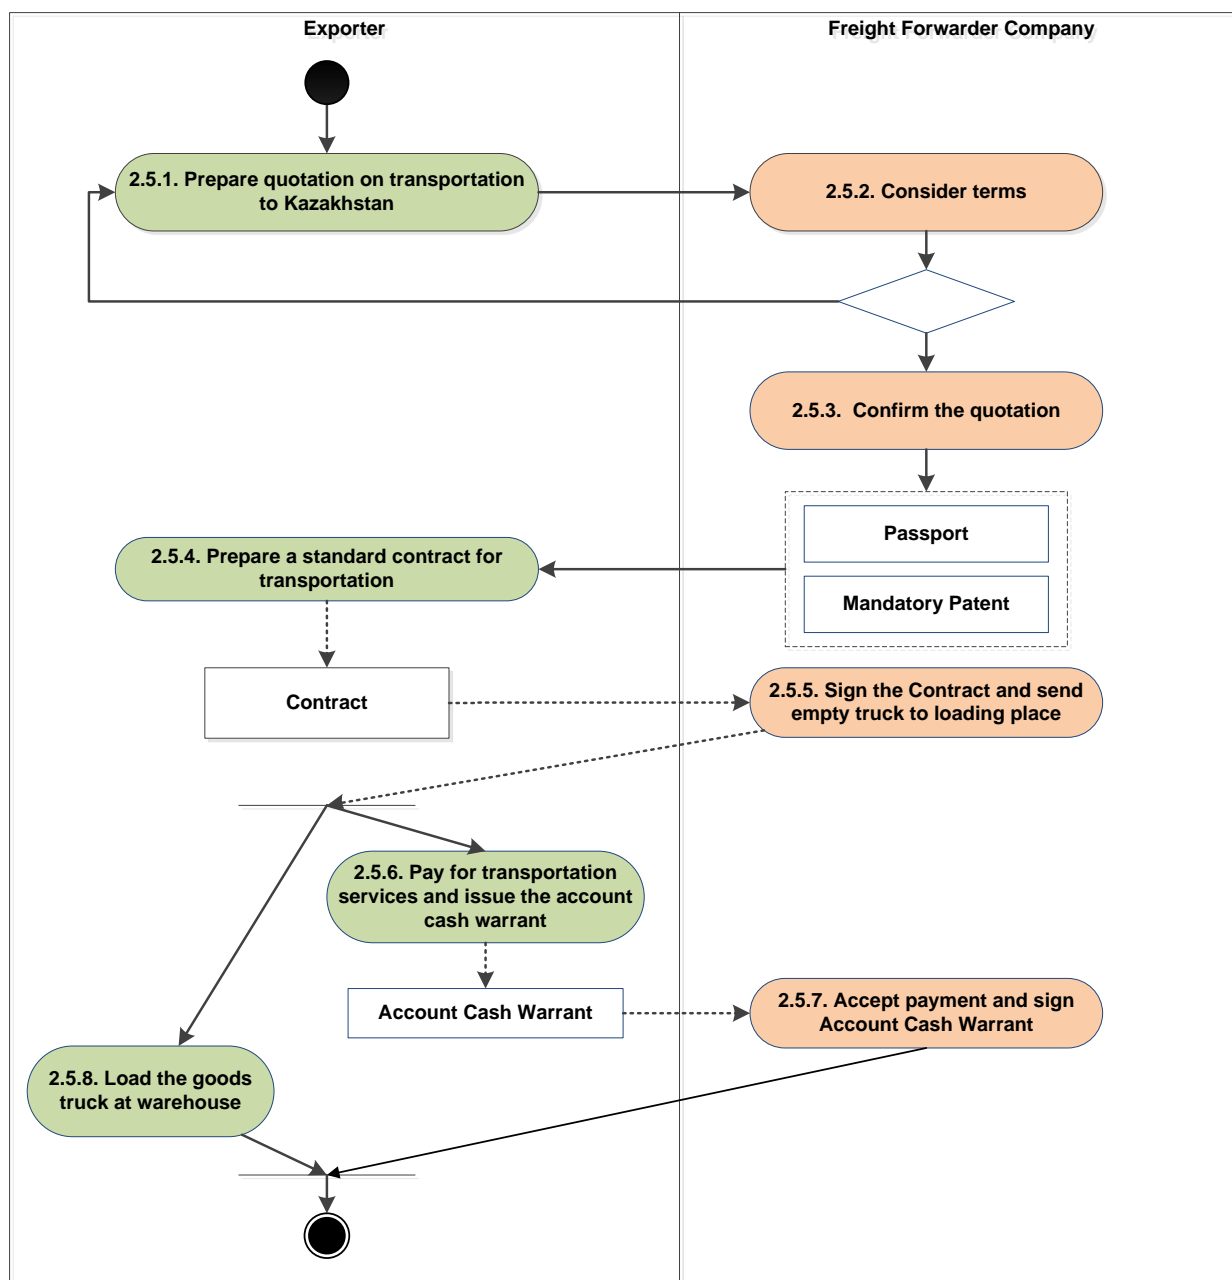 Exporter
Freight Forwarder Company
2.5.1. Prepare quotation on transportation
to Kazakhstan
2.5.2. Consider terms
2.5.3.  Confirm the quotation
Passport
Mandatory Patent
2.5.4. Prepare a standard contract for
transportation
Contract
2.5.5. Sign the Contract and send
empty truck to loading place
2.5.6. Pay for transportation
services and issue the account
cash warrant
Account Cash Warrant
2.5.7. Accept payment and sign
Account Cash Warrant
2.5.8. Load the goods
truck at warehouse